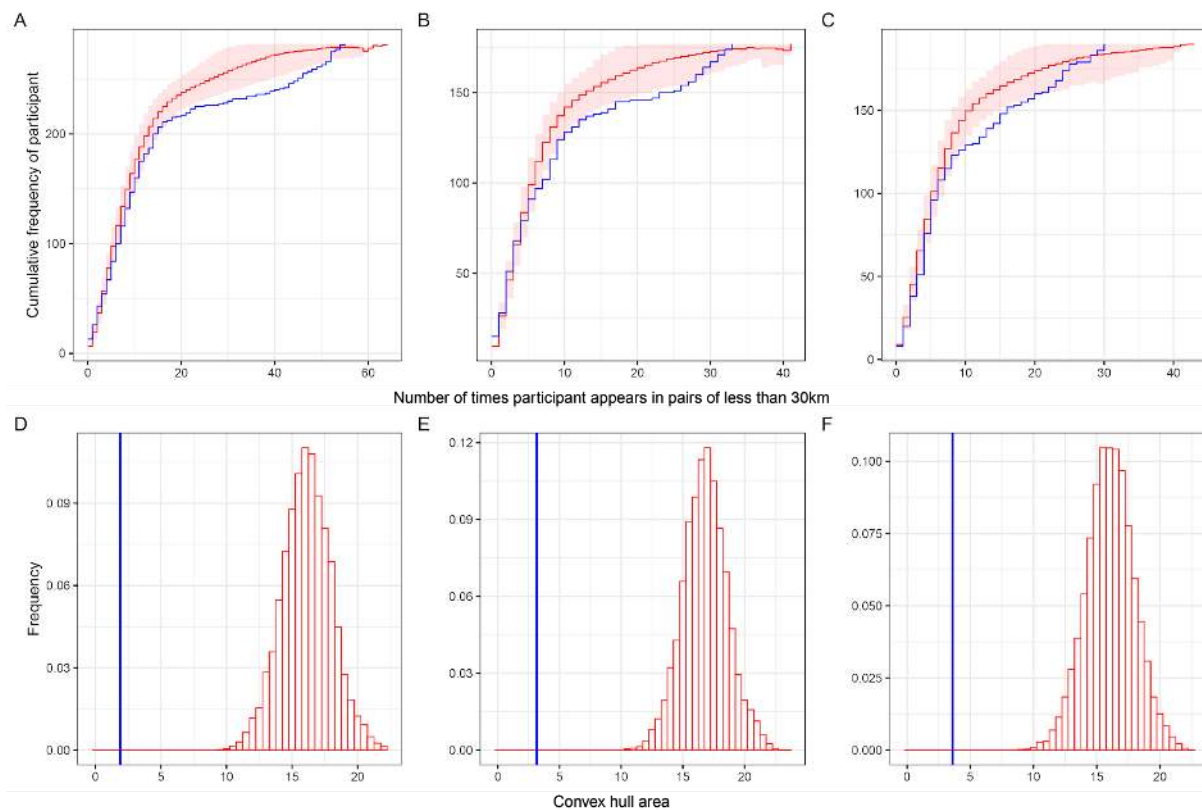 A B C
Cumulative frequency of participant
200
100
0
0 20 40 60
150
100
50
0 10 20 30 40
150
100
50
0
0 10 20 30 40
Number of times participant appears in pairs of less than 30km
D E F
Frequency
0.09
0.06
0.03
0.00
0 5 10 15 20
0.12
0.09
0.06
0.03
0.00
0 5 10 15 20
0.100
0.075
0.050
0.025
0.000
0 5 10 15 20
Convex hull area